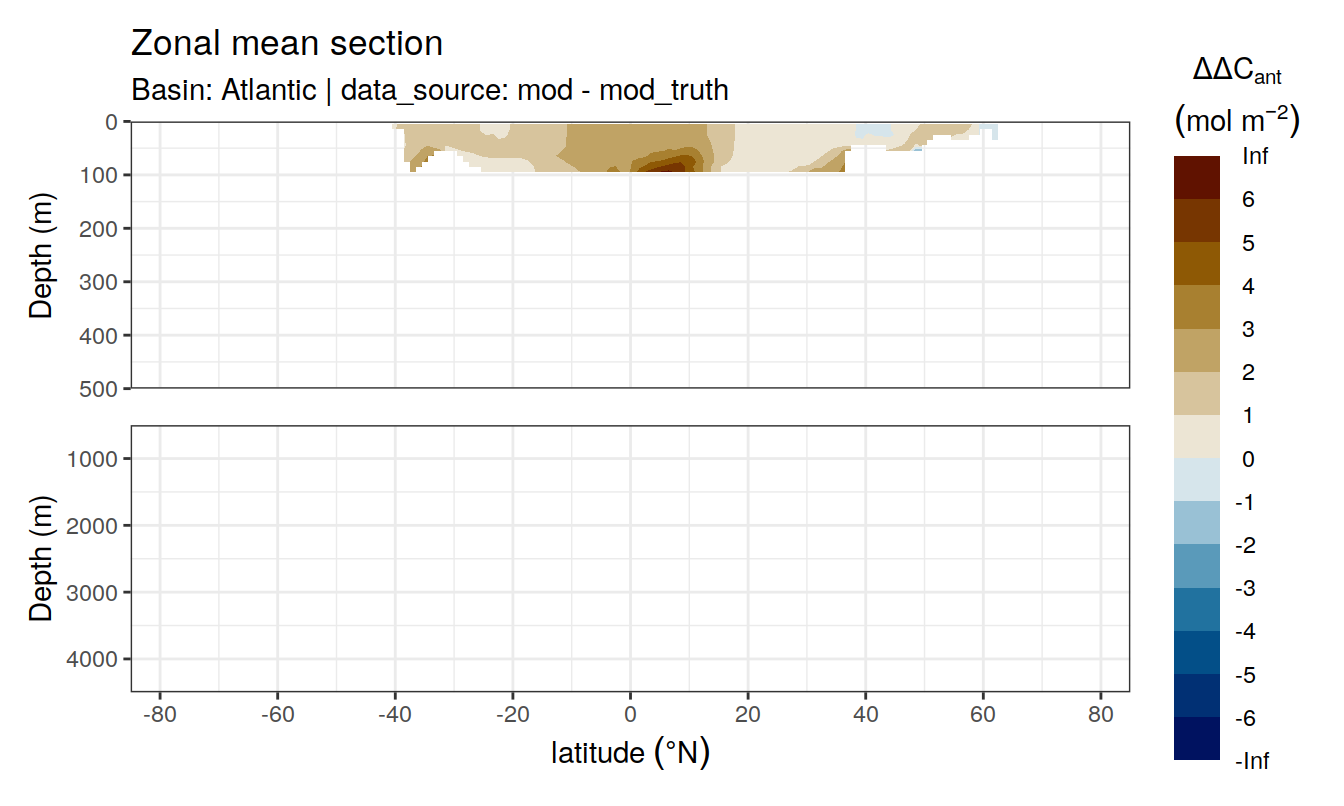 Zonal mean section
Basin: Atlantic | data_source: mod - mod_truth
ΔΔCant
(mol m−2)
Inf
6
5
4
3
2
1
0
-1
-2
-3
-4
-5
-6
-Inf
Depth (m)
0
100
200
300
400
500
Depth (m)
1000
2000
3000
4000
-80 -60 -40 -20 0 20 40 60 80
latitude (°N)